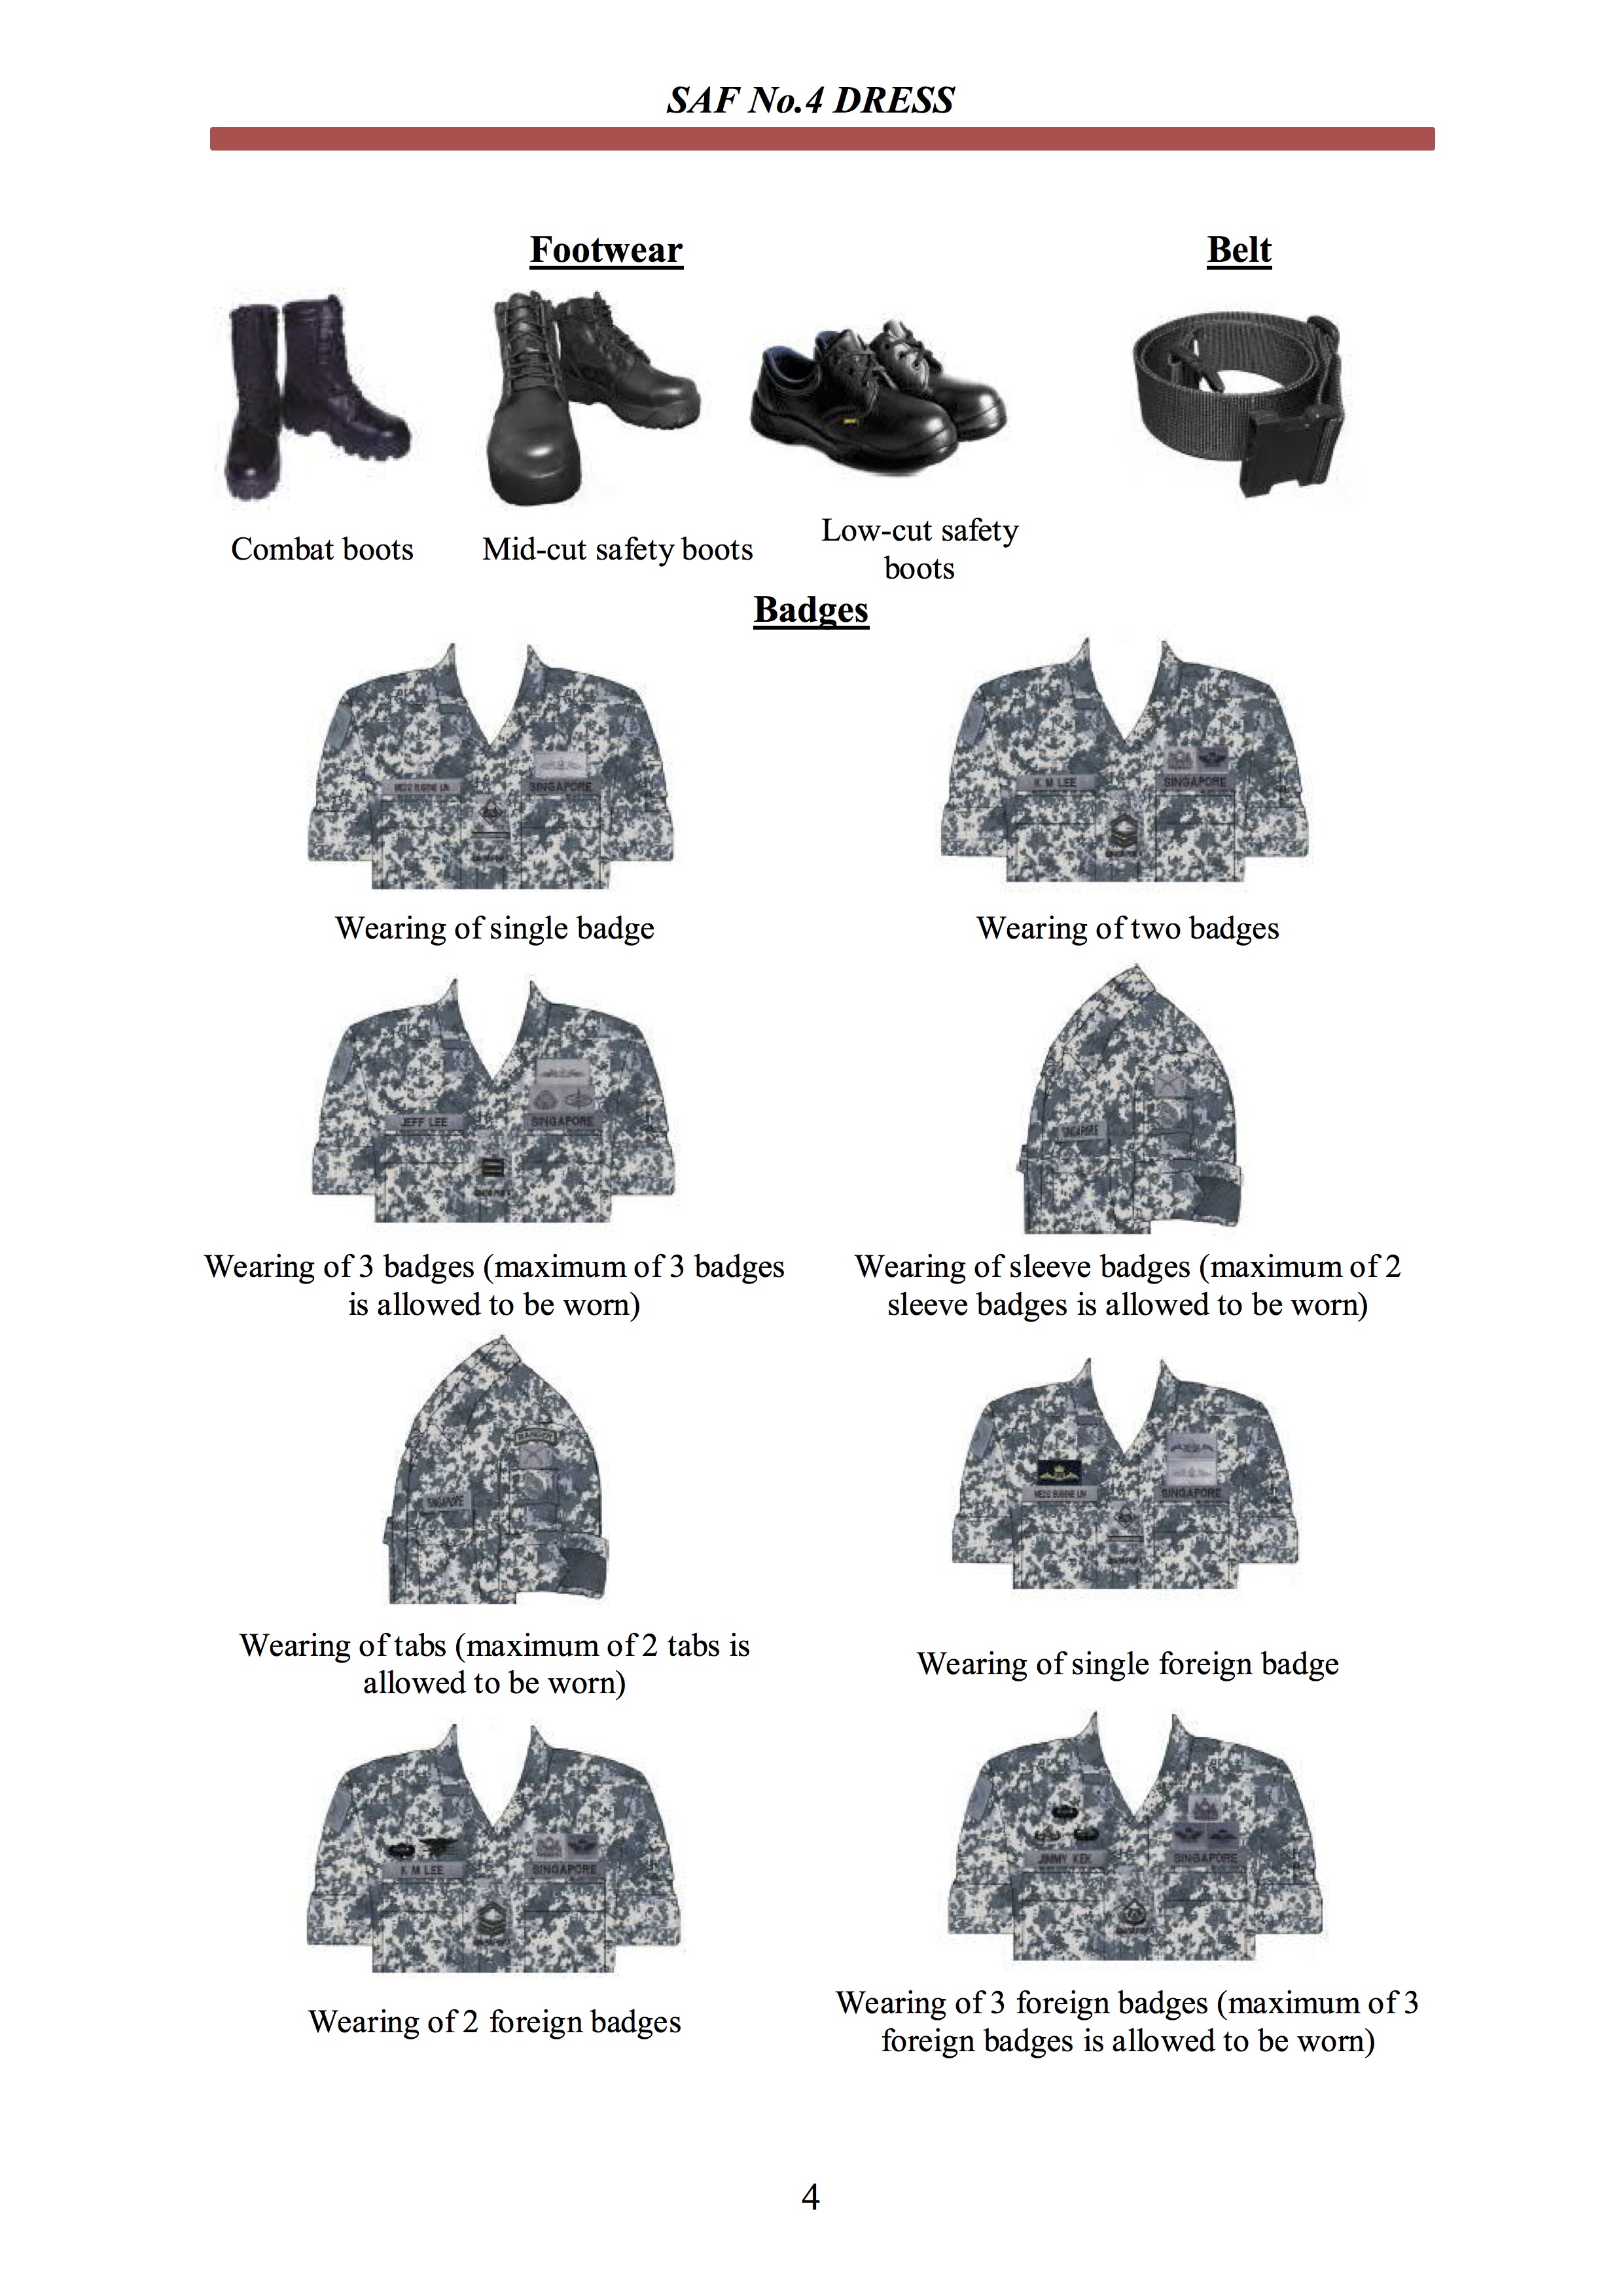 SAF No.4 DRESS
Footwear
Belt
Combat boots
Mid-cut safety boots
Low-cut safety
boots
Badges
ME2(2) EUGENE LIN
SINGAPORE
K M LEE
SINGAPORE
Wearing of single badge
Wearing of two badges
JEFF LEE
SINGAPORE
SINGAPORE
Wearing of 3 badges (maximum of 3 badges
is allowed to be worn)
Wearing of sleeve badges (maximum of 2
sleeve badges is allowed to be worn)
RANGER
SINGAPORE
SINGAPORE
Wearing of tabs (maximum of 2 tabs is
allowed to be worn)
Wearing of single foreign badge
K M LEE
SINGAPORE
JIMMY KEK
SINGAPORE
Wearing of 2 foreign badges
Wearing of 3 foreign badges (maximum of 3
foreign badges is allowed to be worn)
4